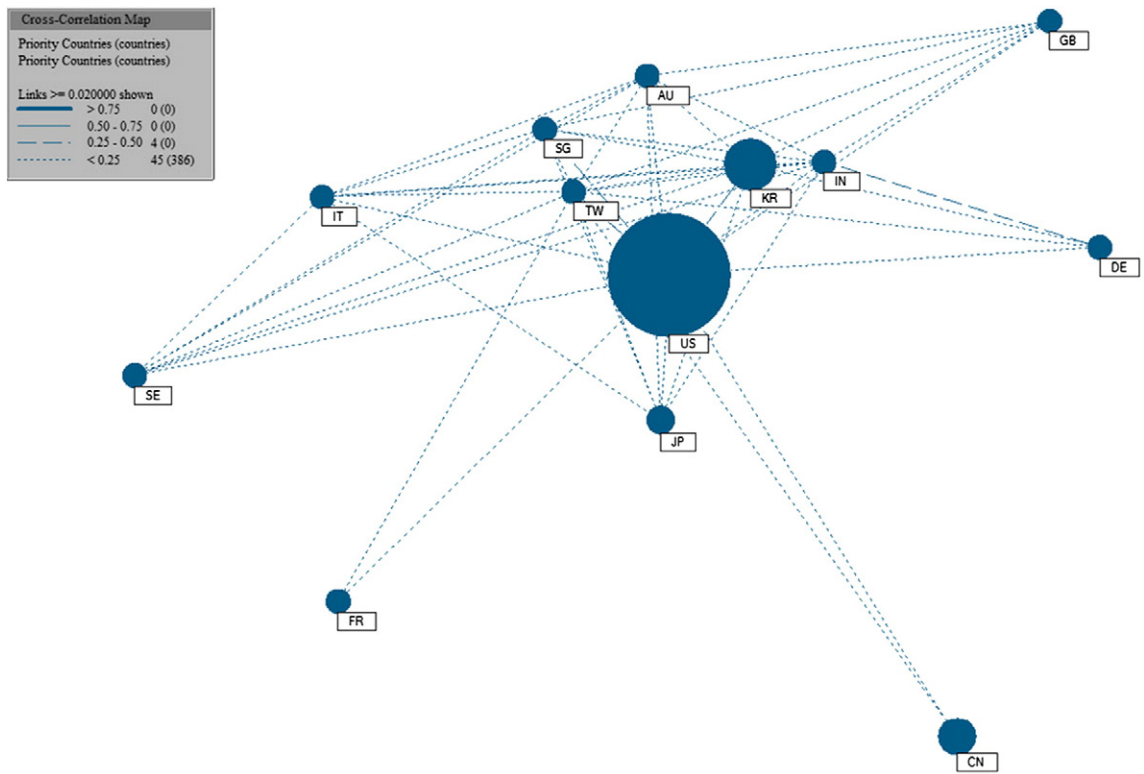 Cross-Correlation Map
Priority Countries (countries)
Priority Countries (countries)
Links >= 0.020000 shown
> 0.75 0 (0)
0.50 - 0.75 0 (0)
0.25 - 0.50 4 (0)
< 0.25 45 (386)
GB
AU
SG
IN
KR
TW
IT
DE
US
SE
JP
FR
CN